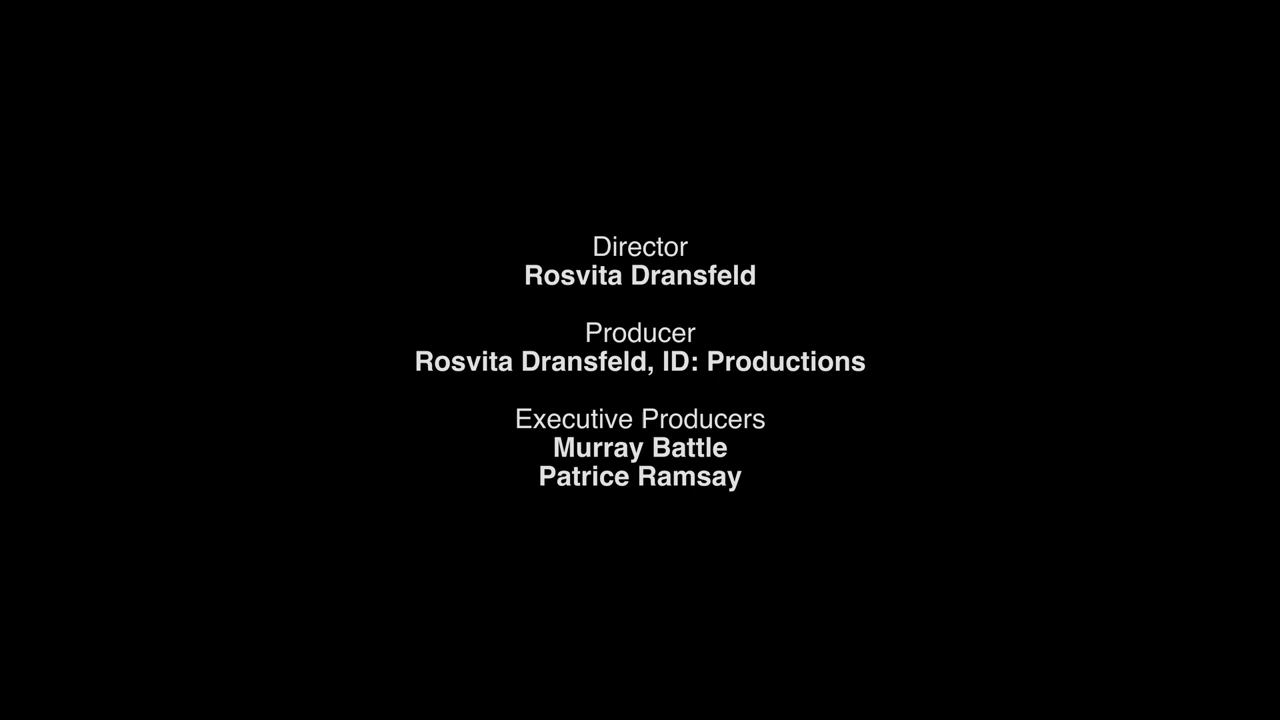 Director
Rosvita Dransfeld
Producer
Rosvita Dransfeld, ID: Productions
Executive Producers
Murray Battle
Patrice Ramsay